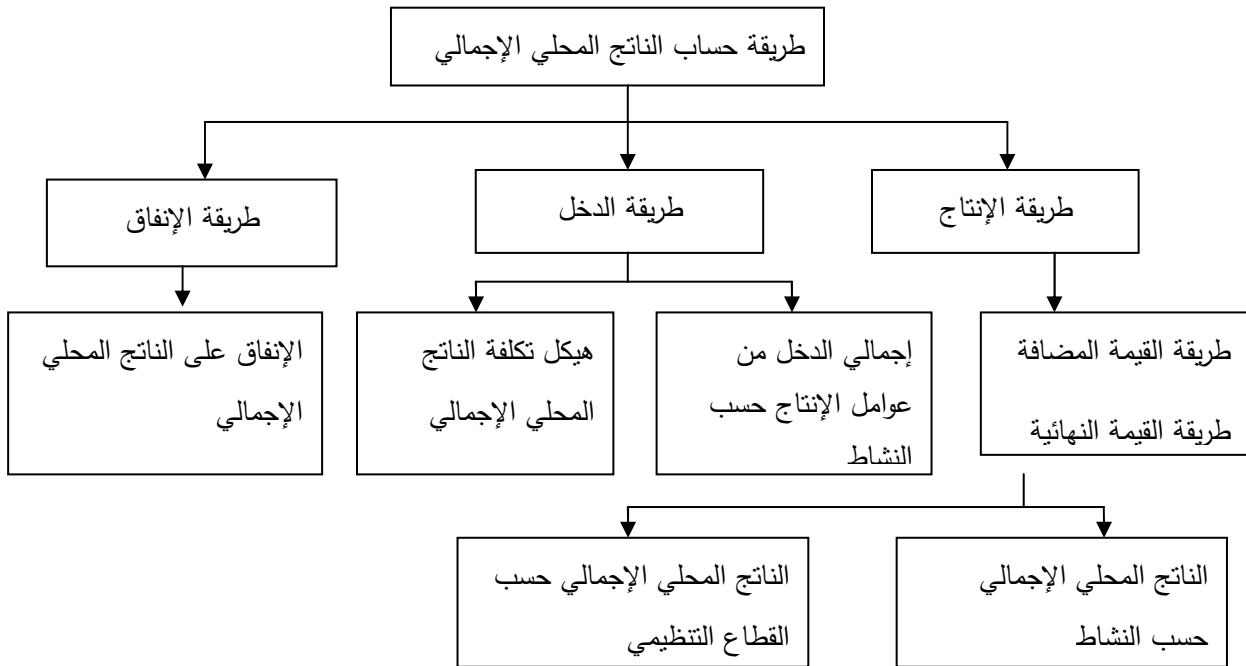 طريقة حساب الناتج المحلي الإجمالي
طريقة الإنتاج
طريقة الدخل
طريقة الإنفاق
طريقة القيمة المضافة
طريقة القيمة النهائية
إجمالي الدخل من
عوامل الإنتاج حسب
النشاط
هيكل تكلفة الناتج
المحلي الإجمالي
الإنفاق على الناتج المحلي
الإجمالي
الناتج المحلي الإجمالي
حسب النشاط
الناتج المحلي الإجمالي حسب
القطاع التنظيمي